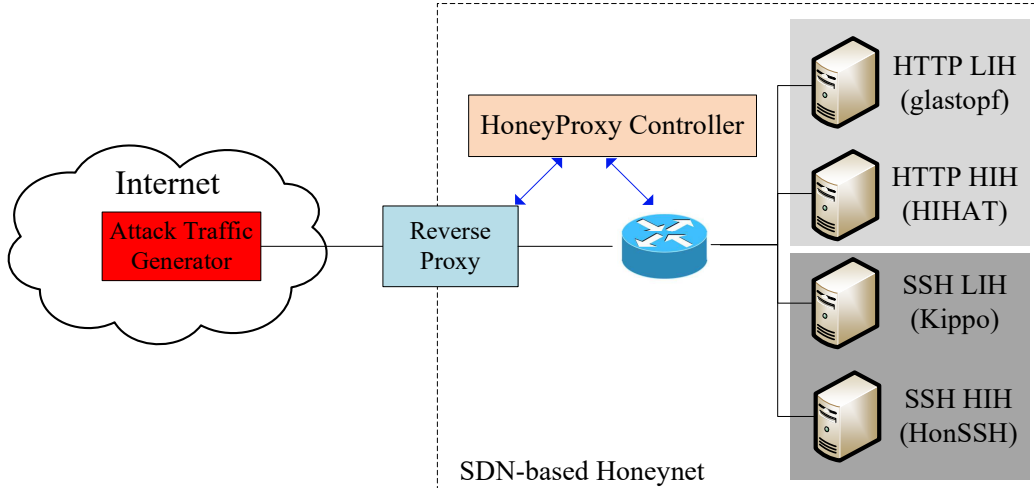 HTTP LIH
(glastopf)
HoneyProxy Controller
HTTP HIH
(HIHAT)
Internet
Attack Traffic
Generator
Reverse
Proxy
SSH LIH
(Kippo)
SSH HIH
(HonSSH)
SDN-based Honeynet